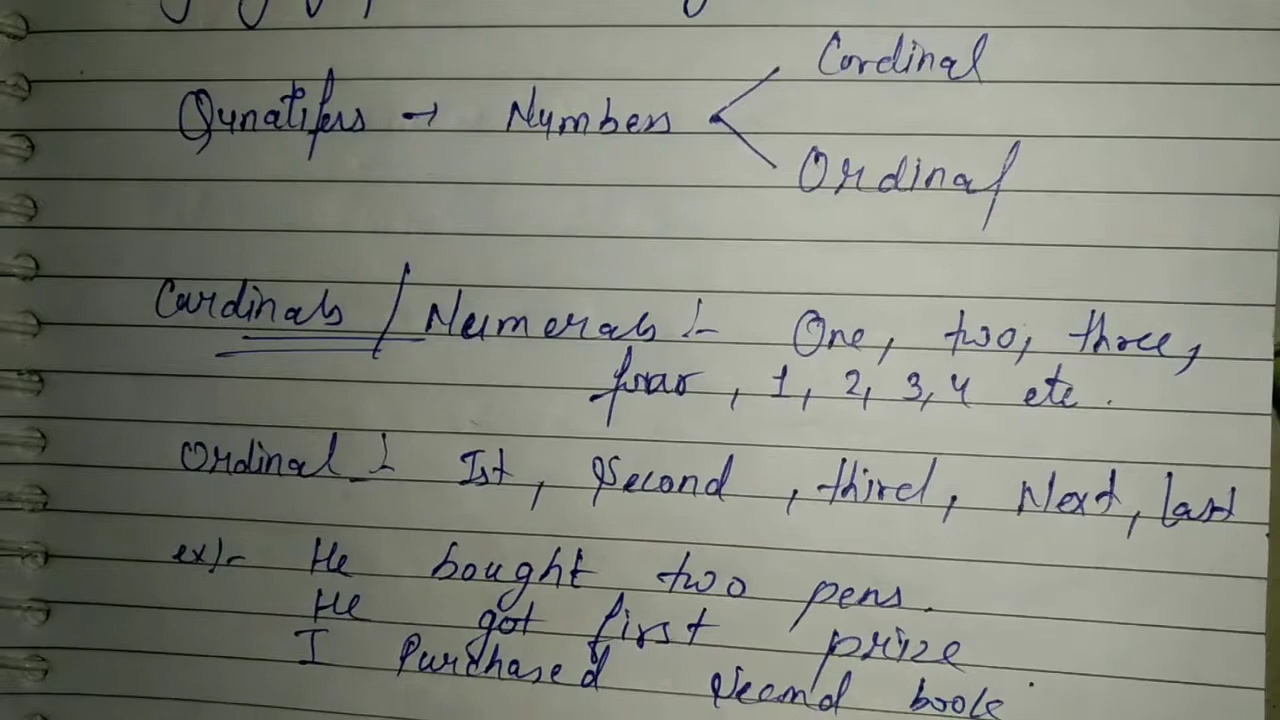 Cordinal
Qunatifers → Numbers
Ordinal
Cardinals / Numerals :- One, two, three,
four, 1, 2, 3, 4 etc.
Ordinal :- Ist, Second, third, Next, last
ex):- He bought two pens.
He got first prize
I Purchased Second book